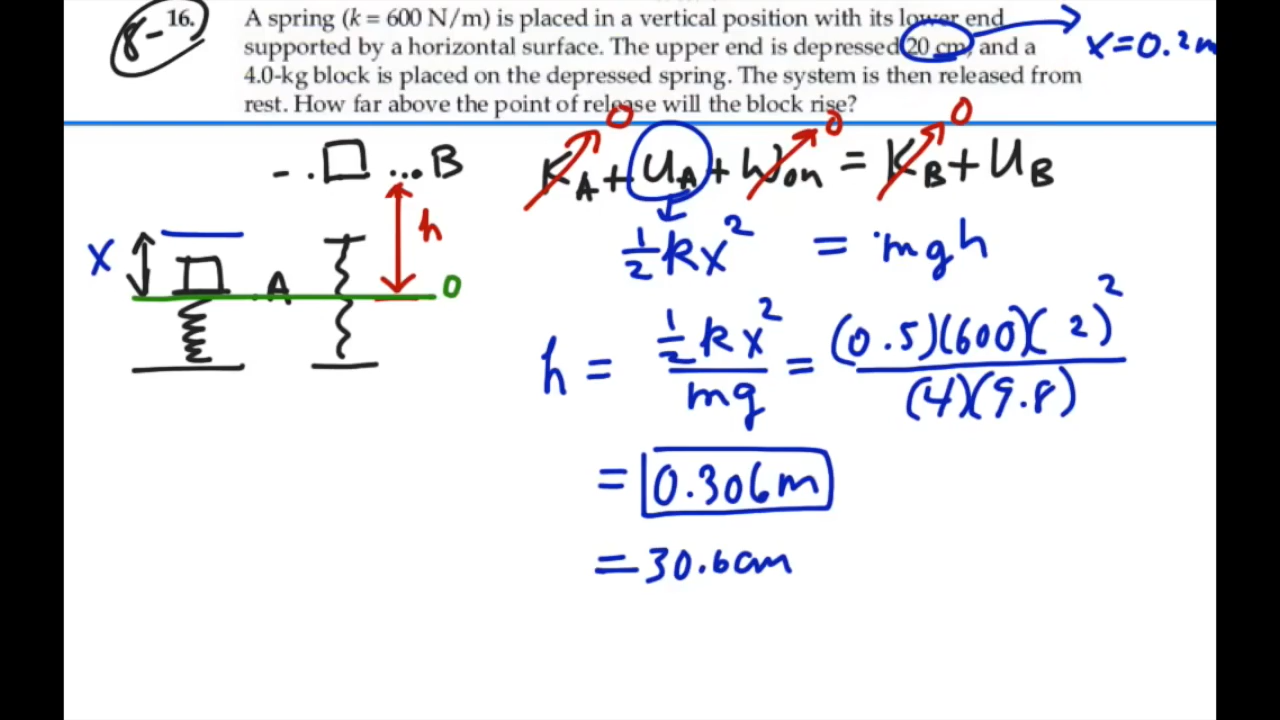 8-16. A spring (k = 600 N/m) is placed in a vertical position with its lower end
supported by a horizontal surface. The upper end is depressed 20 cm, and a
x=0.2m
4.0-kg block is placed on the depressed spring. The system is then released from
rest. How far above the point of release will the block rise?
0 0 0
K_A + U_A + W_on = K_B + U_B
B
h
X
A
0
½kx² = mgh
h = ½kx²/mg = (0.5)(600)( 2)²/(4)(9.8)
= 0.306m
= 30.6cm